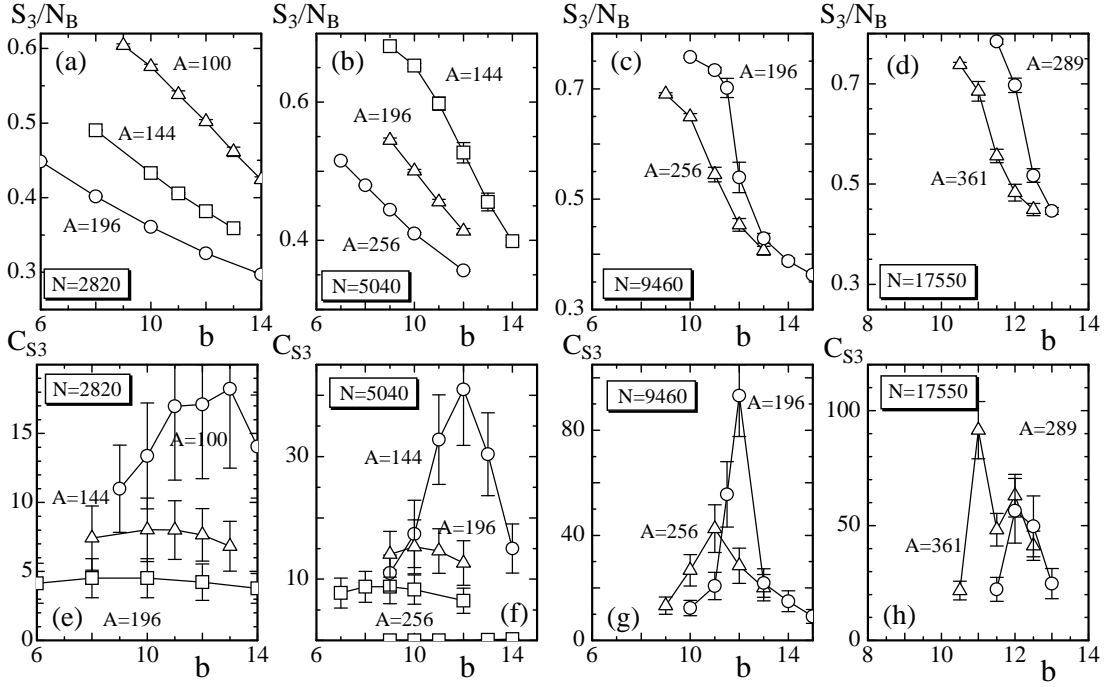 S3/NB S3/NB S3/NB S3/NB
0.6 (a) A=100 A=144 A=196 0.5 0.4 0.3 N=2820
(b) A=144 A=196 A=256 0.6 0.4 N=5040
(c) A=196 A=256 0.7 0.5 0.3 N=9460
(d) A=289 A=361 0.7 0.5 0.3 N=17550
6 10 b 14
6 10 b 14
6 10 b 14
8 10 12 b 14
CS3 CS3 CS3 CS3
N=2820 15 A=100 A=144 10 5 A=196 0 (e)
N=5040 40 A=144 A=196 10 A=256 (f)
N=9460 A=196 80 A=256 40 0 (g)
N=17550 100 A=289 A=361 50 0 (h)
6 10 b 14
6 10 b 14
6 10 b 14
8 10 12 b 14